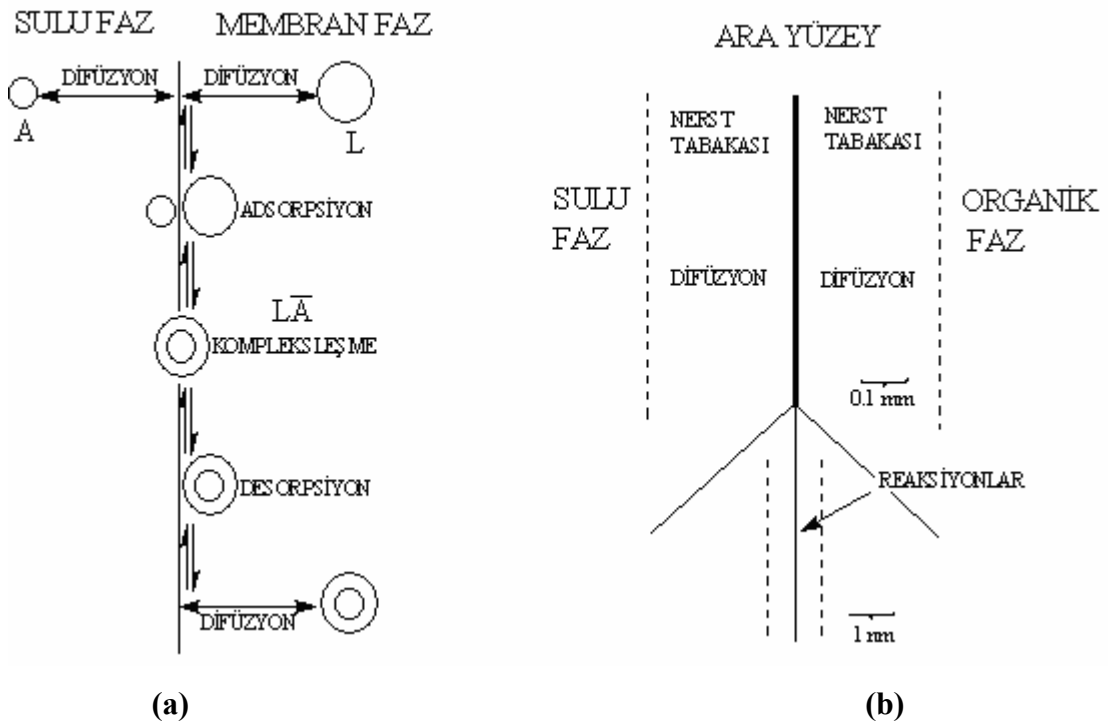 SULU FAZ
MEMBRAN FAZ
DİFÜZYON
DİFÜZYON
A
L
ADSORPSİYON
LA̅
KOMPLEKSLEŞME
DESORPSİYON
DİFÜZYON
(a)
ARA YÜZEY
NERST
TABAKASI
NERST
TABAKASI
SULU
FAZ
ORGANİK
FAZ
DİFÜZYON
DİFÜZYON
0.1 mm
REAKSİYONLAR
1 nm
(b)